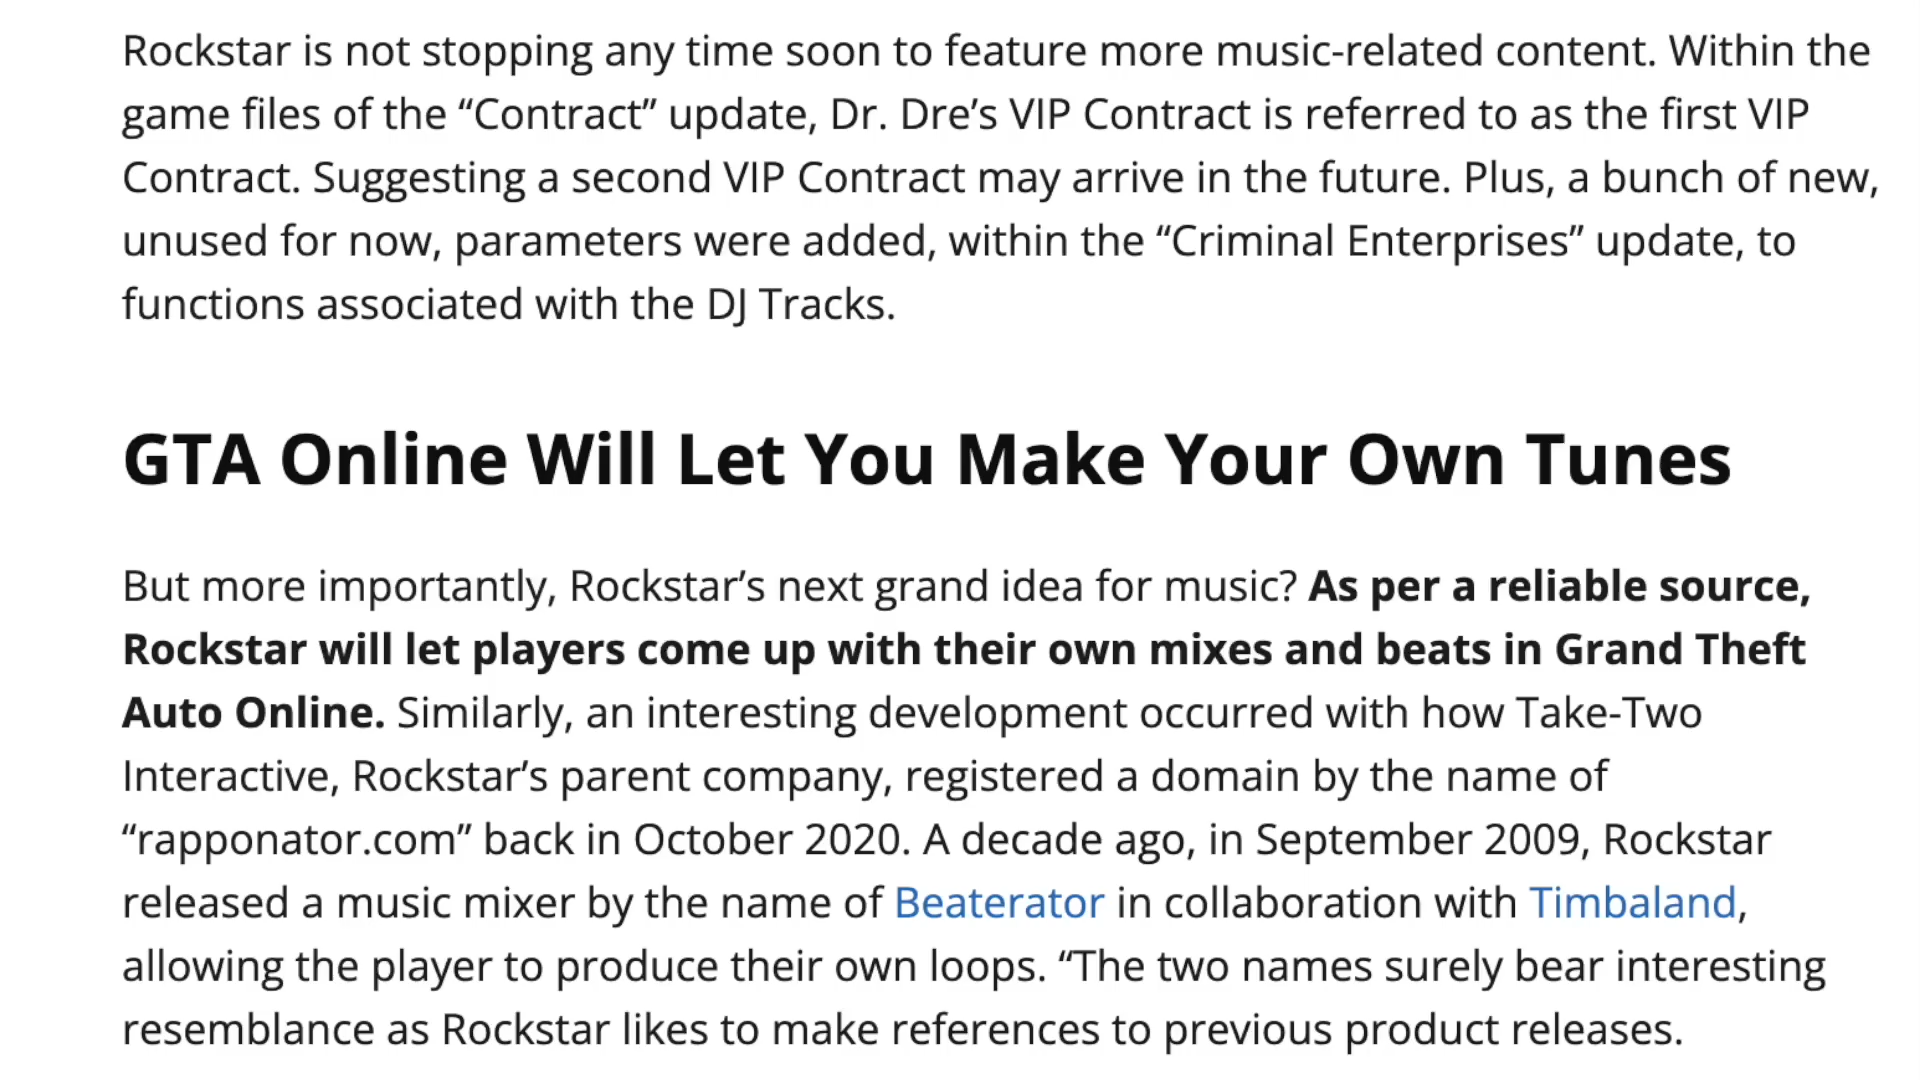 Rockstar is not stopping any time soon to feature more music-related content. Within the
game files of the “Contract” update, Dr. Dre’s VIP Contract is referred to as the first VIP
Contract. Suggesting a second VIP Contract may arrive in the future. Plus, a bunch of new,
unused for now, parameters were added, within the “Criminal Enterprises” update, to
functions associated with the DJ Tracks.
GTA Online Will Let You Make Your Own Tunes
But more importantly, Rockstar’s next grand idea for music? As per a reliable source,
Rockstar will let players come up with their own mixes and beats in Grand Theft
Auto Online. Similarly, an interesting development occurred with how Take-Two
Interactive, Rockstar’s parent company, registered a domain by the name of
“rapponator.com” back in October 2020. A decade ago, in September 2009, Rockstar
released a music mixer by the name of Beaterator in collaboration with Timbaland,
allowing the player to produce their own loops. “The two names surely bear interesting
resemblance as Rockstar likes to make references to previous product releases.